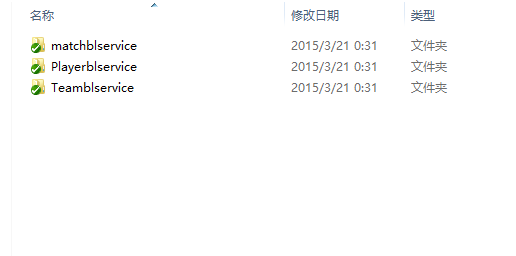 名称 修改日期 类型
matchblservice 2015/3/21 0:31 文件夹
Playerblservice 2015/3/21 0:31 文件夹
Teamblservice 2015/3/21 0:31 文件夹